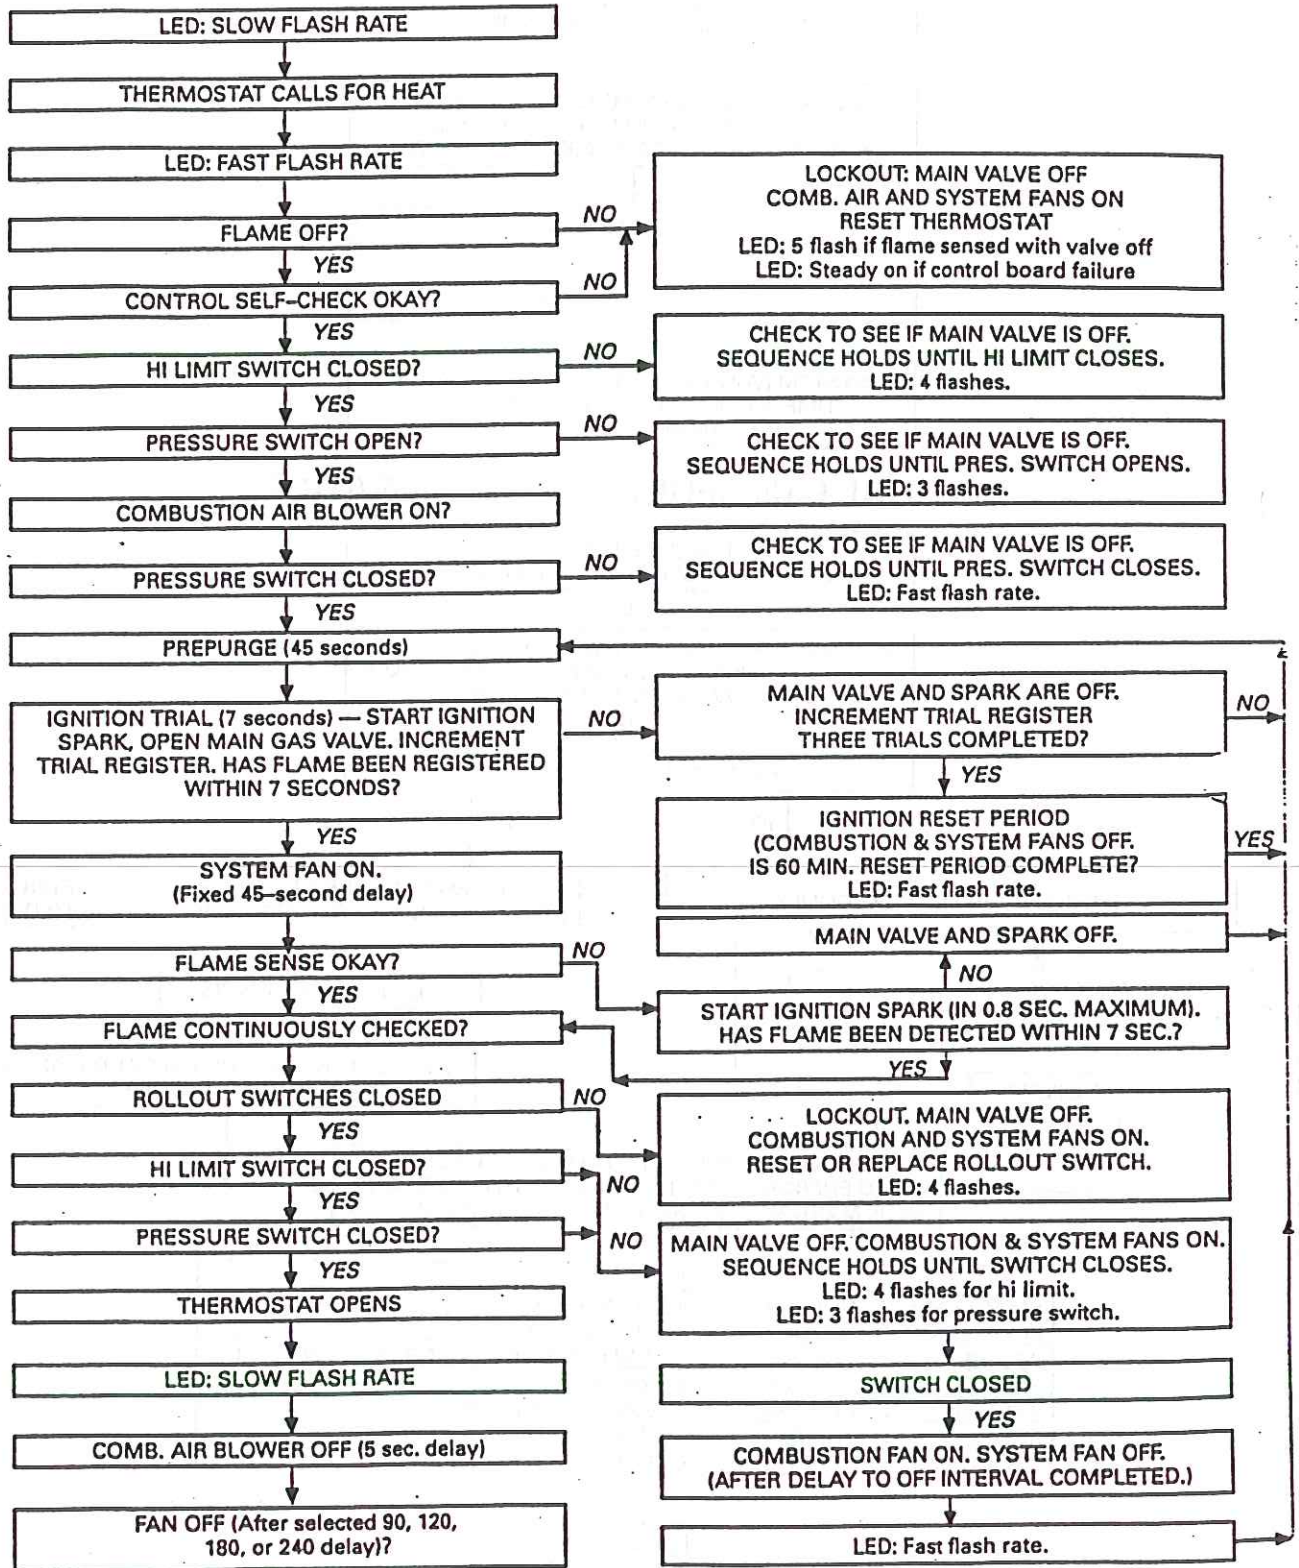 LED: SLOW FLASH RATE
THERMOSTAT CALLS FOR HEAT
LED: FAST FLASH RATE
FLAME OFF?
NO
LOCKOUT: MAIN VALVE OFF
COMB. AIR AND SYSTEM FANS ON
RESET THERMOSTAT
LED: 5 flash if flame sensed with valve off
LED: Steady on if control board failure
YES
CONTROL SELF–CHECK OKAY?
NO
YES
HI LIMIT SWITCH CLOSED?
NO
CHECK TO SEE IF MAIN VALVE IS OFF.
SEQUENCE HOLDS UNTIL HI LIMIT CLOSES.
LED: 4 flashes.
YES
PRESSURE SWITCH OPEN?
NO
CHECK TO SEE IF MAIN VALVE IS OFF.
SEQUENCE HOLDS UNTIL PRES. SWITCH OPENS.
LED: 3 flashes.
YES
COMBUSTION AIR BLOWER ON?
PRESSURE SWITCH CLOSED?
NO
CHECK TO SEE IF MAIN VALVE IS OFF.
SEQUENCE HOLDS UNTIL PRES. SWITCH CLOSES.
LED: Fast flash rate.
YES
PREPURGE (45 seconds)
IGNITION TRIAL (7 seconds) — START IGNITION
SPARK, OPEN MAIN GAS VALVE. INCREMENT
TRIAL REGISTER. HAS FLAME BEEN REGISTERED
WITHIN 7 SECONDS?
NO
MAIN VALVE AND SPARK ARE OFF.
INCREMENT TRIAL REGISTER
THREE TRIALS COMPLETED?
NO
YES
IGNITION RESET PERIOD
(COMBUSTION & SYSTEM FANS OFF.
IS 60 MIN. RESET PERIOD COMPLETE?
LED: Fast flash rate.
YES
YES
SYSTEM FAN ON.
(Fixed 45–second delay)
MAIN VALVE AND SPARK OFF.
NO
FLAME SENSE OKAY?
NO
START IGNITION SPARK (IN 0.8 SEC. MAXIMUM).
HAS FLAME BEEN DETECTED WITHIN 7 SEC.?
YES
YES
FLAME CONTINUOUSLY CHECKED?
ROLLOUT SWITCHES CLOSED
NO
LOCKOUT. MAIN VALVE OFF.
COMBUSTION AND SYSTEM FANS ON.
RESET OR REPLACE ROLLOUT SWITCH.
LED: 4 flashes.
YES
HI LIMIT SWITCH CLOSED?
NO
YES
PRESSURE SWITCH CLOSED?
NO
MAIN VALVE OFF. COMBUSTION & SYSTEM FANS ON.
SEQUENCE HOLDS UNTIL SWITCH CLOSES.
LED: 4 flashes for hi limit.
LED: 3 flashes for pressure switch.
YES
THERMOSTAT OPENS
LED: SLOW FLASH RATE
SWITCH CLOSED
YES
COMB. AIR BLOWER OFF (5 sec. delay)
COMBUSTION FAN ON. SYSTEM FAN OFF.
(AFTER DELAY TO OFF INTERVAL COMPLETED.)
FAN OFF (After selected 90, 120,
180, or 240 delay)?
LED: Fast flash rate.